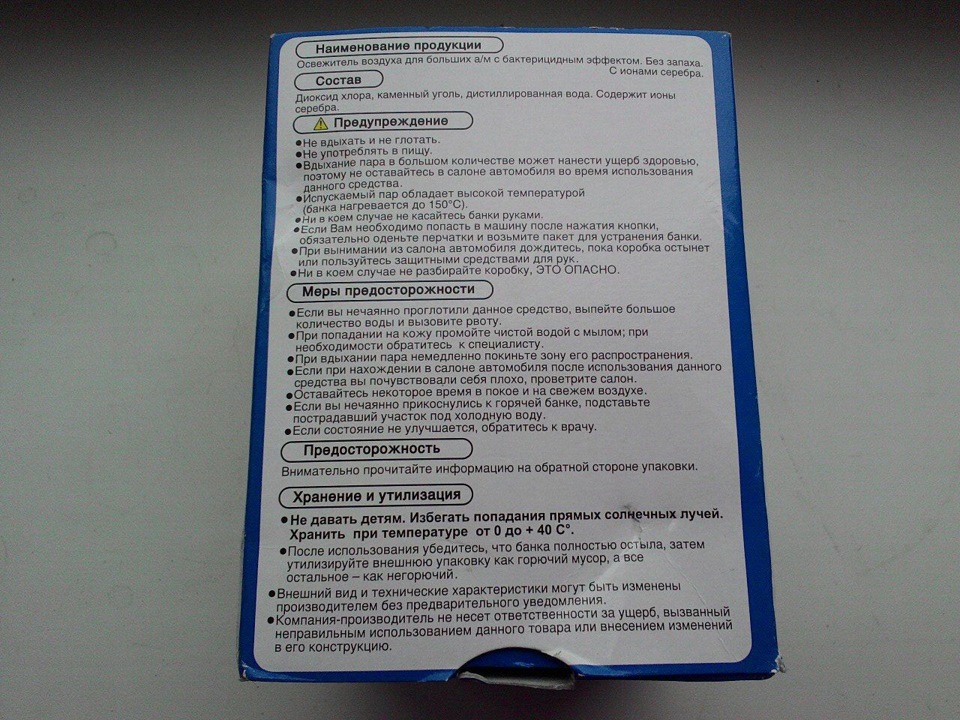 Наименование продукции
Освежитель воздуха для больших а/м с бактерицидным эффектом. Без запаха.
С ионами серебра.
Состав
Диоксид хлора, каменный уголь, дистиллированная вода. Содержит ионы
серебра.
Предупреждение
●Не вдыхать и не глотать.
●Не употреблять в пищу.
●Вдыхание пара в большом количестве может нанести ущерб здоровью,
поэтому не оставайтесь в салоне автомобиля во время использования
данного средства.
●Испускаемый пар обладает высокой температурой
(банка нагревается до 150°С).
●Ни в коем случае не касайтесь банки руками.
●Если Вам необходимо попасть в машину после нажатия кнопки,
обязательно оденьте перчатки и возьмите пакет для устранения банки.
●При вынимании из салона автомобиля дождитесь, пока коробка остынет
или пользуйтесь защитными средствами для рук.
●Ни в коем случае не разбирайте коробку, ЭТО ОПАСНО.
Меры предосторожности
●Если вы нечаянно проглотили данное средство, выпейте большое
количество воды и вызовите рвоту.
●При попадании на кожу промойте чистой водой с мылом; при
необходимости обратитесь к специалисту.
●При вдыхании пара немедленно покиньте зону его распространения.
●Если при нахождении в салоне автомобиля после использования данного
средства вы почувствовали себя плохо, проветрите салон.
●Оставайтесь некоторое время в покое и на свежем воздухе.
●Если вы нечаянно прикоснулись к горячей банке, подставьте
пострадавший участок под холодную воду.
●Если состояние не улучшается, обратитесь к врачу.
Предосторожность
Внимательно прочитайте информацию на обратной стороне упаковки.
Хранение и утилизация
●Не давать детям. Избегать попадания прямых солнечных лучей.
Хранить при температуре от 0 до + 40 С°.
●После использования убедитесь, что банка полностью остыла, затем
утилизируйте внешнюю упаковку как горючий мусор, а все
остальное – как негорючий.
●Внешний вид и технические характеристики могут быть изменены
производителем без предварительного уведомления.
●Компания-производитель не несет ответственности за ущерб, вызванный
неправильным использованием данного товара или внесением изменений
в его конструкцию.